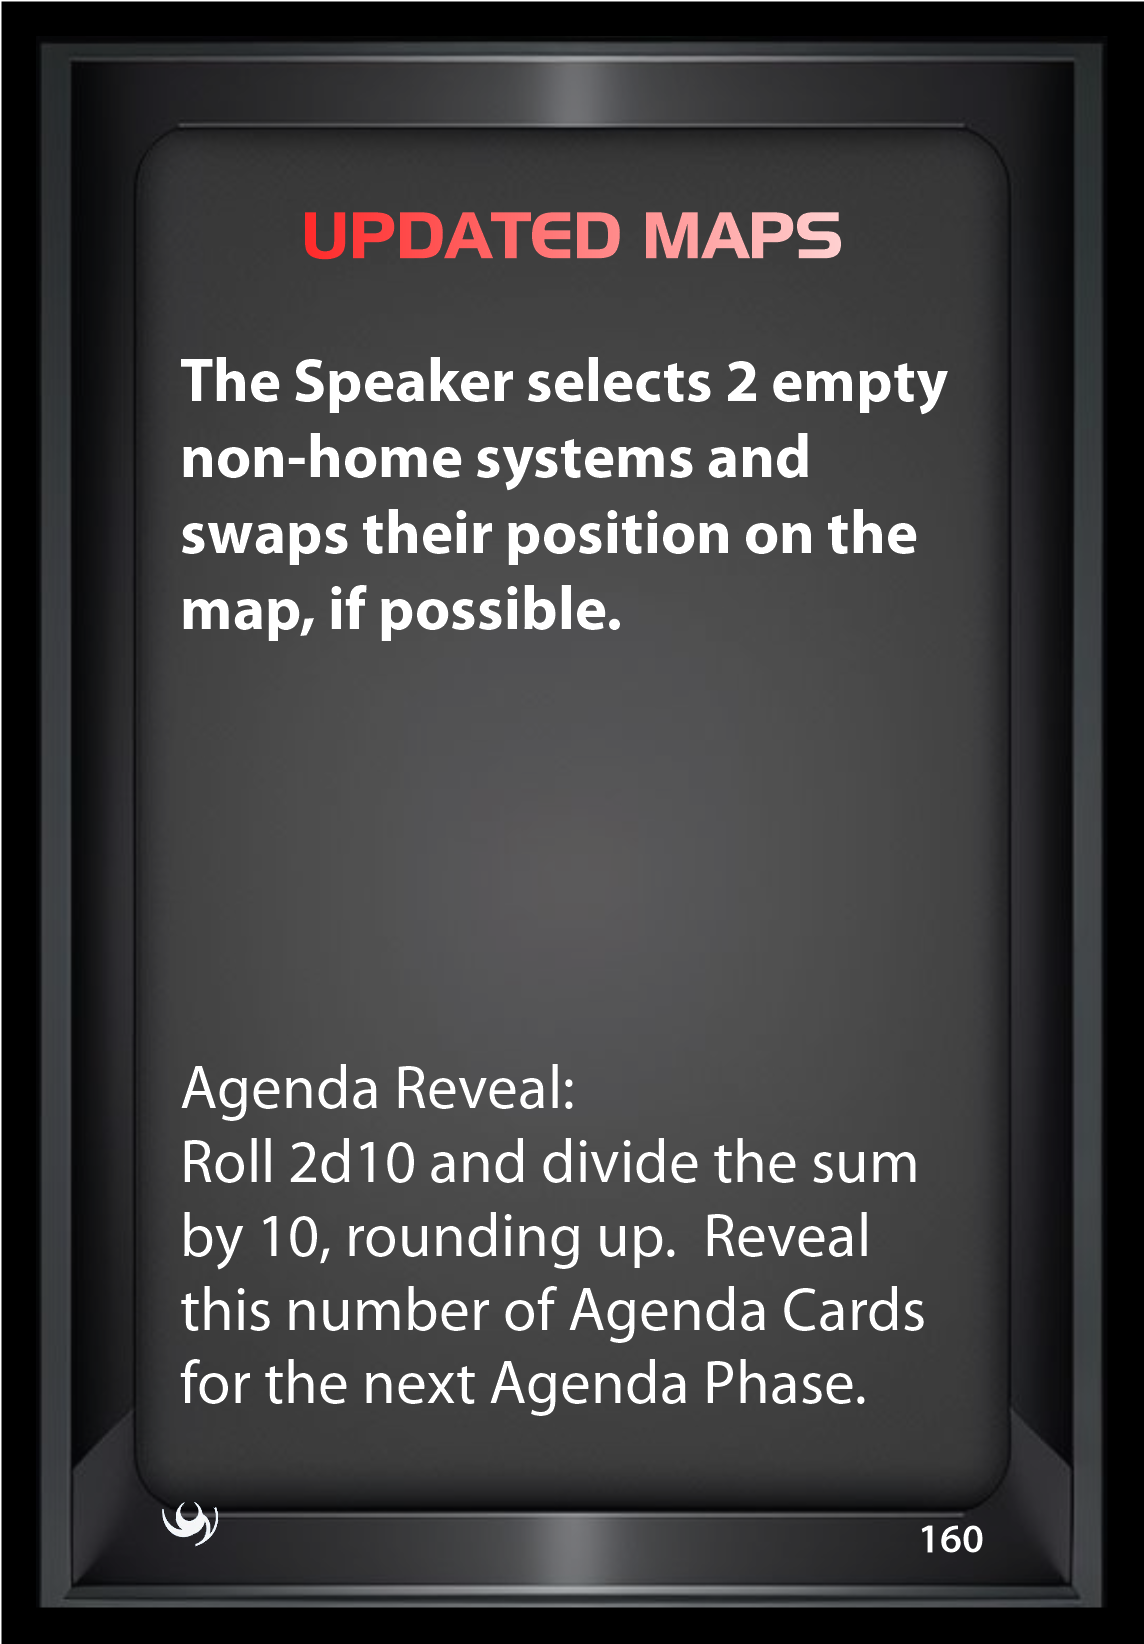 UPDATED MAPS
The Speaker selects 2 empty
non-home systems and
swaps their position on the
map, if possible.
Agenda Reveal:
Roll 2d10 and divide the sum
by 10, rounding up.  Reveal
this number of Agenda Cards
for the next Agenda Phase.
160